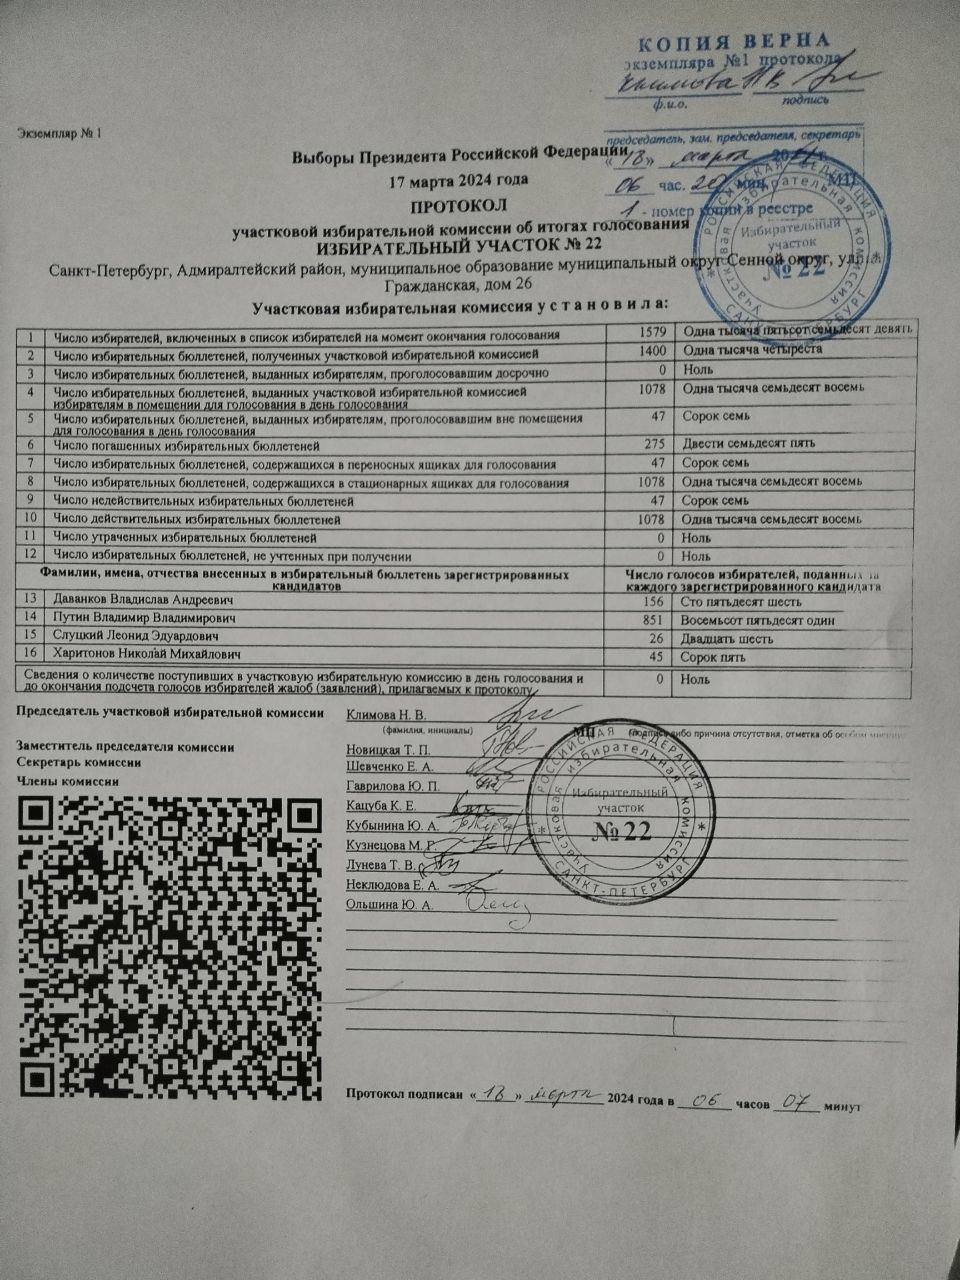 КОПИЯ ВЕРНА
экземпляра №1 протокола
Климова Н В
ф.и.о. подпись
Экземпляр № 1
председатель, зам. председателя, секретарь
Выборы Президента Российской Федерации
«18» марта 2024 г.
17 марта 2024 года
06 час. 20 мин. МП
ПРОТОКОЛ
1 - номер копии в реестре
участковой избирательной комиссии об итогах голосования
ИЗБИРАТЕЛЬНЫЙ УЧАСТОК № 22
РОССИЙСКАЯ ФЕДЕРАЦИЯ * САНКТ-ПЕТЕРБУРГ *
участковая избирательная комиссия
Избирательный
участок
№ 22
Санкт-Петербург, Адмиралтейский район, муниципальное образование муниципальный округ Сенной округ, улица
Гражданская, дом 26
Участковая избирательная комиссия у с т а н о в и л а:
1 Число избирателей, включенных в список избирателей на момент окончания голосования 1579 Одна тысяча пятьсот семьдесят девять
2 Число избирательных бюллетеней, полученных участковой избирательной комиссией 1400 Одна тысяча четыреста
3 Число избирательных бюллетеней, выданных избирателям, проголосовавшим досрочно 0 Ноль
4 Число избирательных бюллетеней, выданных участковой избирательной комиссией 1078 Одна тысяча семьдесят восемь
избирателям в помещении для голосования в день голосования
5 Число избирательных бюллетеней, выданных избирателям, проголосовавшим вне помещения 47 Сорок семь
для голосования в день голосования
6 Число погашенных избирательных бюллетеней 275 Двести семьдесят пять
7 Число избирательных бюллетеней, содержащихся в переносных ящиках для голосования 47 Сорок семь
8 Число избирательных бюллетеней, содержащихся в стационарных ящиках для голосования 1078 Одна тысяча семьдесят восемь
9 Число недействительных избирательных бюллетеней 47 Сорок семь
10 Число действительных избирательных бюллетеней 1078 Одна тысяча семьдесят восемь
11 Число утраченных избирательных бюллетеней 0 Ноль
12 Число избирательных бюллетеней, не учтенных при получении 0 Ноль
Фамилии, имена, отчества внесенных в избирательный бюллетень зарегистрированных Число голосов избирателей, поданных за
кандидатов каждого зарегистрированного кандидата
13 Даванков Владислав Андреевич 156 Сто пятьдесят шесть
14 Путин Владимир Владимирович 851 Восемьсот пятьдесят один
15 Слуцкий Леонид Эдуардович 26 Двадцать шесть
16 Харитонов Николай Михайлович 45 Сорок пять
Сведения о количестве поступивших в участковую избирательную комиссию в день голосования и 0 Ноль
до окончания подсчета голосов избирателей жалоб (заявлений), прилагаемых к протоколу
Председатель участковой избирательной комиссии Климова Н. В.
(фамилия, инициалы) МП (подпись либо причина отсутствия, отметка об особом мнении)
Заместитель председателя комиссии Новицкая Т. П.
Секретарь комиссии Шевченко Е. А.
Члены комиссии Гаврилова Ю. П.
Кацуба К. Е.
Кубынина Ю. А.
Кузнецова М. Р.
Лунева Т. В.
Неклюдова Е. А.
Ольшина Ю. А.
РОССИЙСКАЯ ФЕДЕРАЦИЯ * САНКТ-ПЕТЕРБУРГ *
участковая избирательная комиссия
Избирательный
участок
№ 22
Протокол подписан «18» марта 2024 года в 06 часов 07 минут